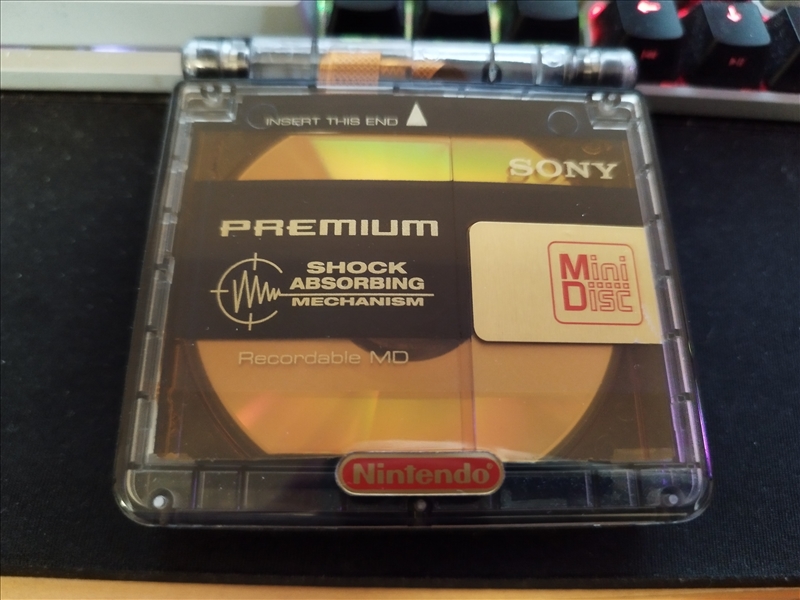 INSERT THIS END
SONY
PREMIUM
SHOCK
ABSORBING
MECHANISM
Mini
Disc
Recordable MD
Nintendo®